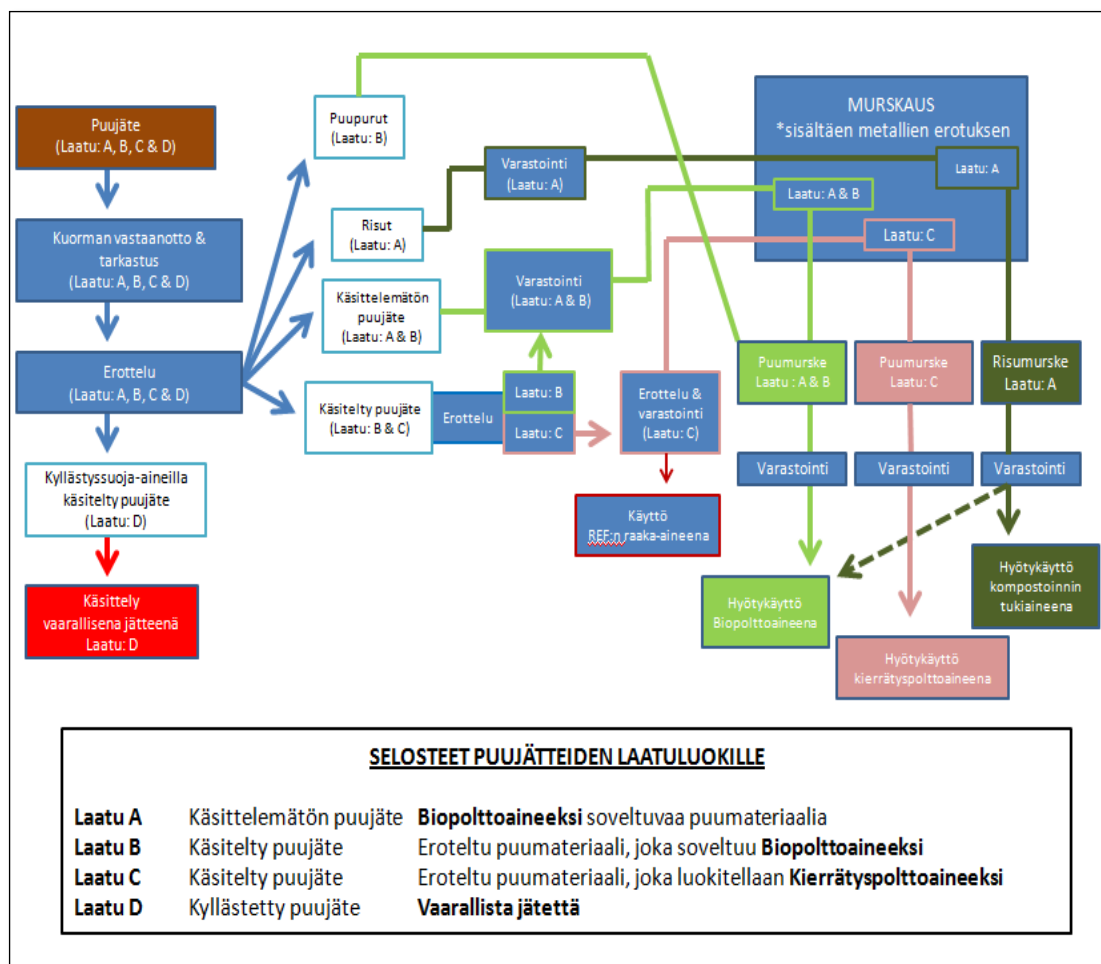 Puujäte
(Laatu: A, B, C & D)
Kuorman vastaanotto &
tarkastus
(Laatu: A, B, C & D)
Erottelu
(Laatu: A, B, C & D)
Kyllästyssuoja-aineilla
käsitelty puujäte
(Laatu: D)
Käsittely
vaarallisena jätteenä
Laatu: D
Puupurut
(Laatu: B)
Risut
(Laatu: A)
Käsittelemätön
puujäte
(Laatu: A & B)
Käsitelty puujäte
(Laatu: B & C)
Erottelu
Laatu: B
Laatu: C
Varastointi
(Laatu: A)
Varastointi
(Laatu: A & B)
Erottelu &
varastointi
(Laatu: C)
Käyttö
REF:n raaka-aineena
MURSKAUS
*sisältäen metallien erotuksen
Laatu: A
Laatu: A & B
Laatu: C
Puumurske
Laatu : A & B
Puumurske
Laatu: C
Risumurske
Laatu: A
Varastointi
Varastointi
Varastointi
Hyötykäyttö
Biopolttoaineena
Hyötykäyttö
kierrätyspolttoaineena
Hyötykäyttö
kompostoinnin
tukiaineena
SELOSTEET PUUJÄTTEIDEN LAATULUOKILLE
Laatu A Käsittelemätön puujäte Biopolttoaineeksi soveltuvaa puumateriaalia
Laatu B Käsitelty puujäte Eroteltu puumateriaali, joka soveltuu Biopolttoaineeksi
Laatu C Käsitelty puujäte Eroteltu puumateriaali, joka luokitellaan Kierrätyspolttoaineeksi
Laatu D Kyllästetty puujäte Vaarallista jätettä